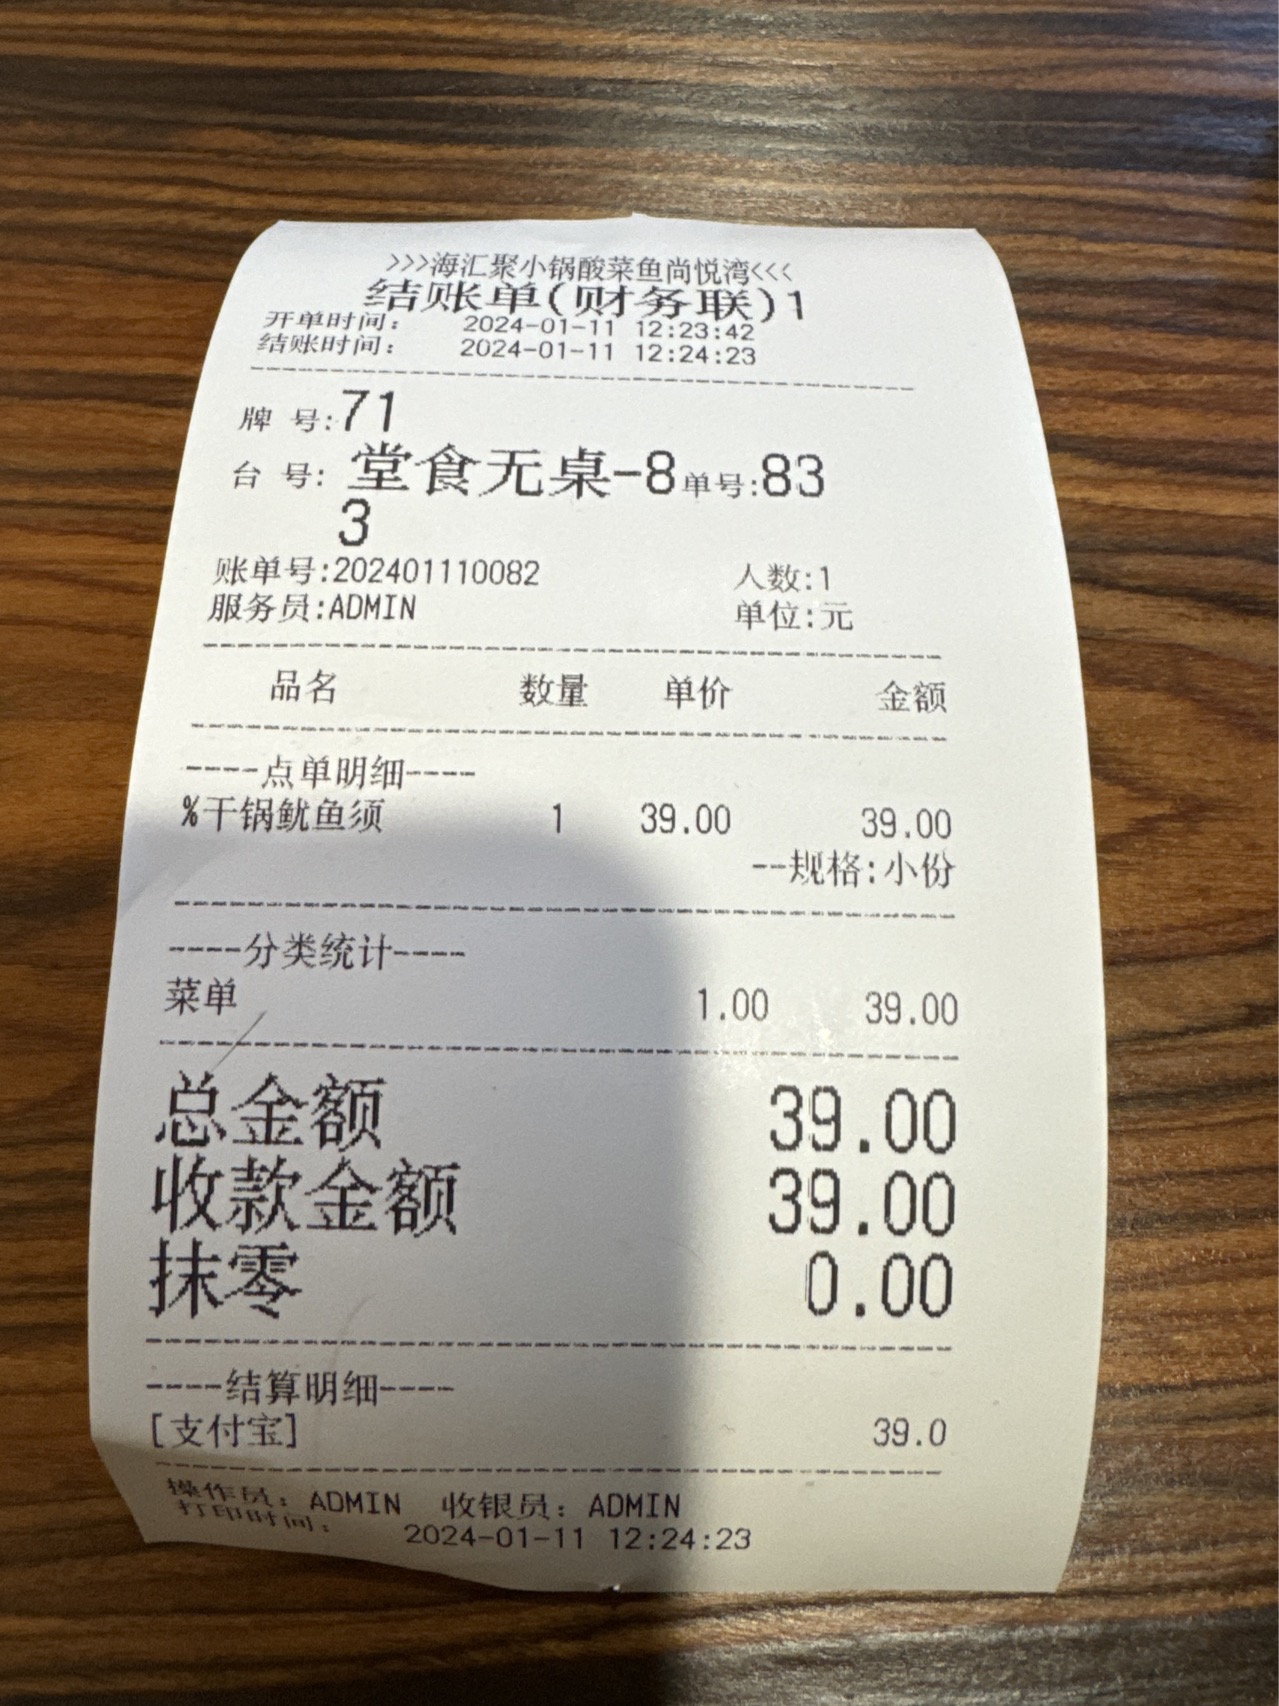 >>>海汇聚小锅酸菜鱼尚悦湾<<<
结账单(财务联)1
开单时间: 2024-01-11 12:23:42
结账时间: 2024-01-11 12:24:23
牌 号:71
台 号: 堂食无桌-8单号:83
3
账单号:202401110082 人数:1
服务员:ADMIN 单位:元
品名 数量 单价 金额
----点单明细----
%干锅鱿鱼须 1 39.00 39.00
--规格:小份
----分类统计----
菜单 1.00 39.00
总金额 39.00
收款金额 39.00
抹零 0.00
----结算明细----
[支付宝] 39.0
操作员: ADMIN 收银员: ADMIN
打印时间: 2024-01-11 12:24:23